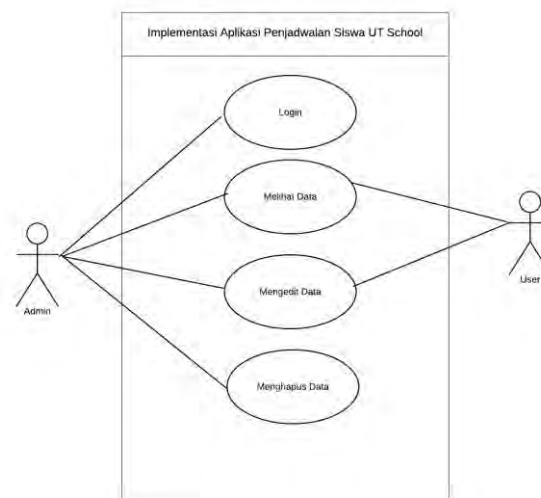 Implementasi Aplikasi Penjadwalan Siswa UT School
Login
Melihat Data
Mengedit Data
Menghapus Data
Admin
User